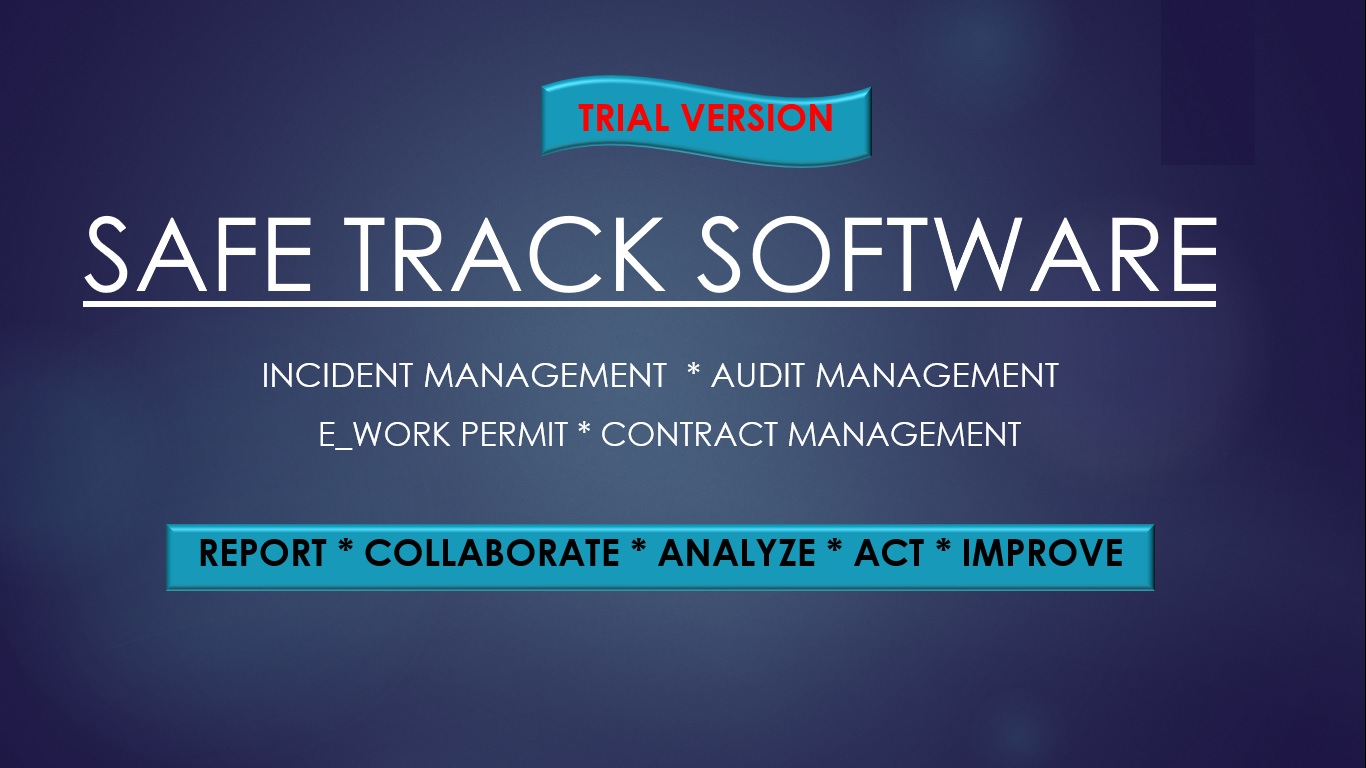 TRIAL VERSION
SAFE TRACK SOFTWARE
INCIDENT MANAGEMENT * AUDIT MANAGEMENT
E_WORK PERMIT * CONTRACT MANAGEMENT
REPORT * COLLABORATE * ANALYZE * ACT * IMPROVE